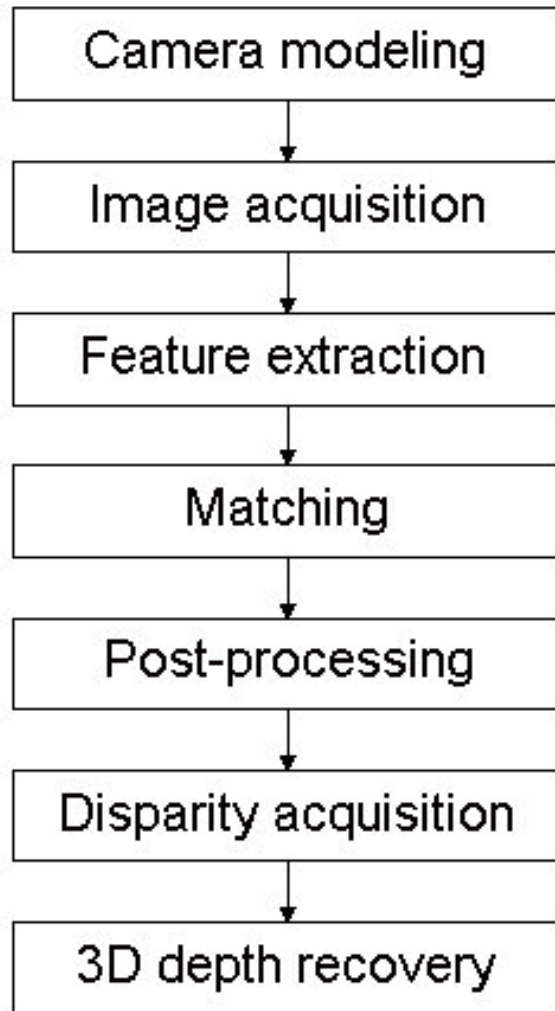 Camera modeling
Image acquisition
Feature extraction
Matching
Post-processing
Disparity acquisition
3D depth recovery